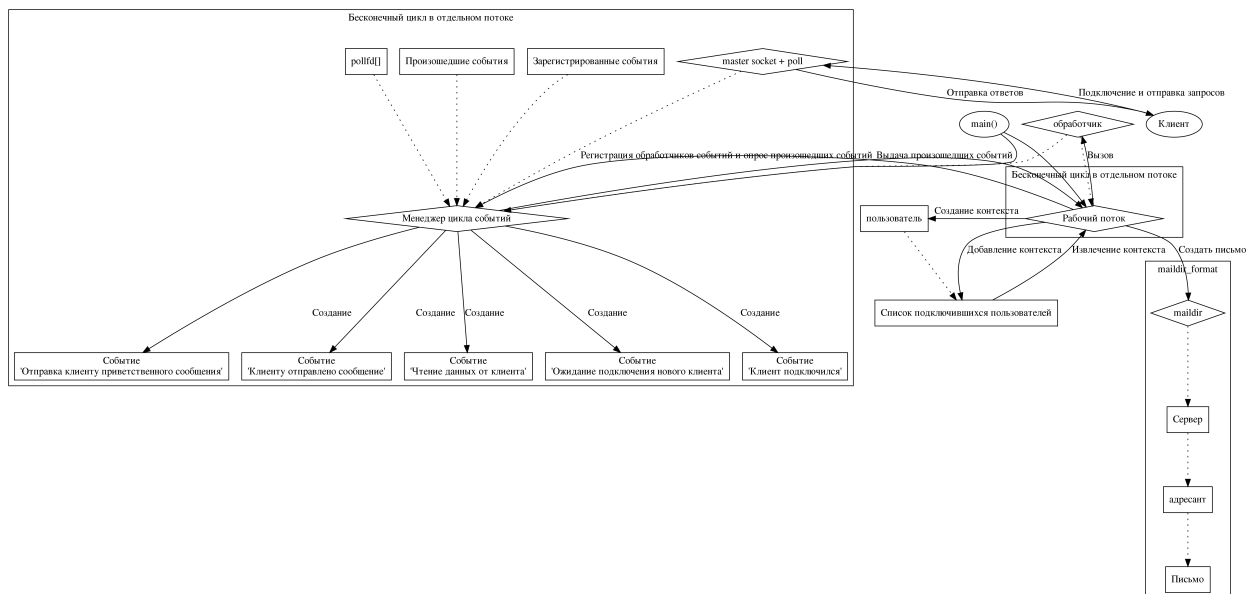 Бесконечный цикл в отдельном потоке
pollfd[]
Произошедшие события
Зарегистрированные события
master socket + poll
Отправка ответов
Подключение и отправка запросов
main()
обработчик
Клиент
Регистрация обработчиков событий и опрос произошедших событий
Выдача произошедших событий
Вызов
Бесконечный цикл в отдельном потоке
Менеджер цикла событий
пользователь
Создание контекста
Рабочий поток
Добавление контекста
Извлечение контекста
Создать письмо
maildir_format
Создание
Создание
Создание
Создание
Создание
Список подключившихся пользователей
maildir
Событие
'Отправка клиенту приветственного сообщения'
Событие
'Клиенту отправлено сообщение'
Событие
'Чтение данных от клиента'
Событие
'Ожидание подключения нового клиента'
Событие
'Клиент подключился'
Сервер
адресант
Письмо